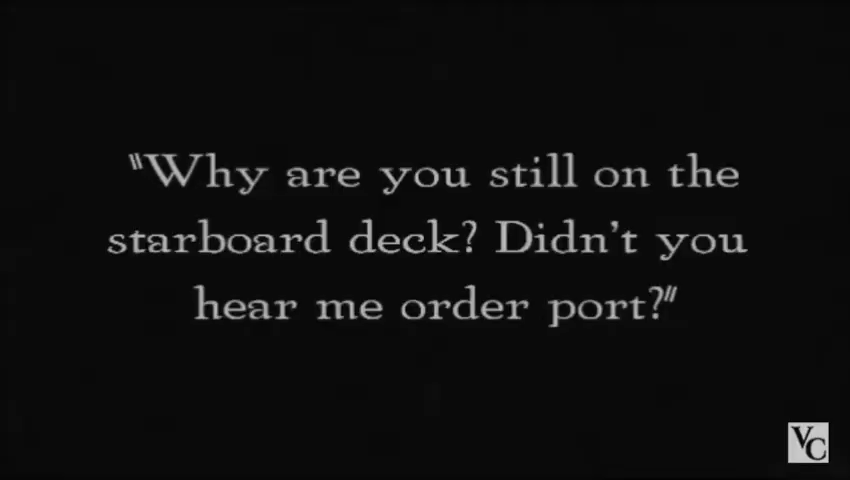 "Why are you still on the
starboard deck? Didn't you
hear me order port?"
VC